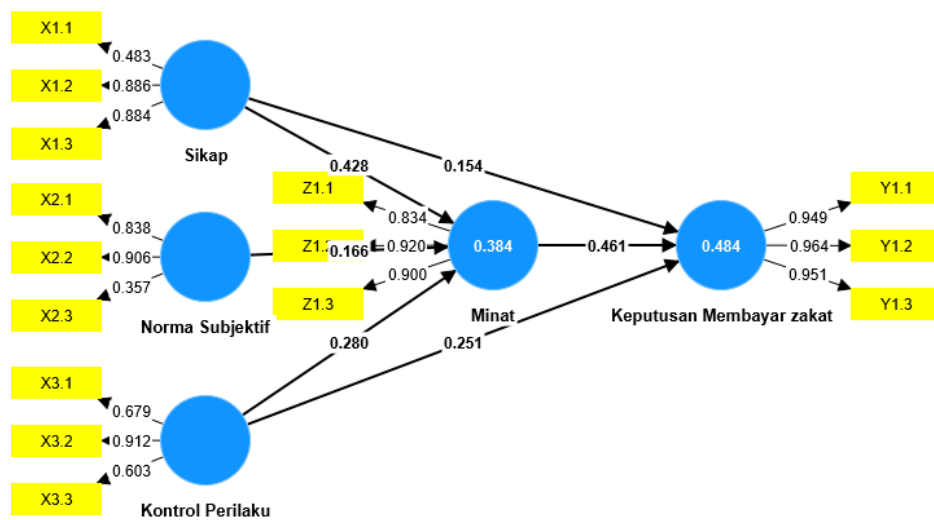 X1.1
0.483
X1.2
0.886
X1.3
0.884
Sikap
0.428
0.154
X2.1
0.838
X2.2
0.906
X2.3
0.357
Norma Subjektif
0.166
Z1.1
0.834
0.920
Z1.3
0.900
0.384
Minat
0.461
0.484
Keputusan Membayar zakat
Y1.1
0.949
Y1.2
0.964
Y1.3
0.951
X3.1
0.679
X3.2
0.912
X3.3
0.603
Kontrol Perilaku
0.280
0.251